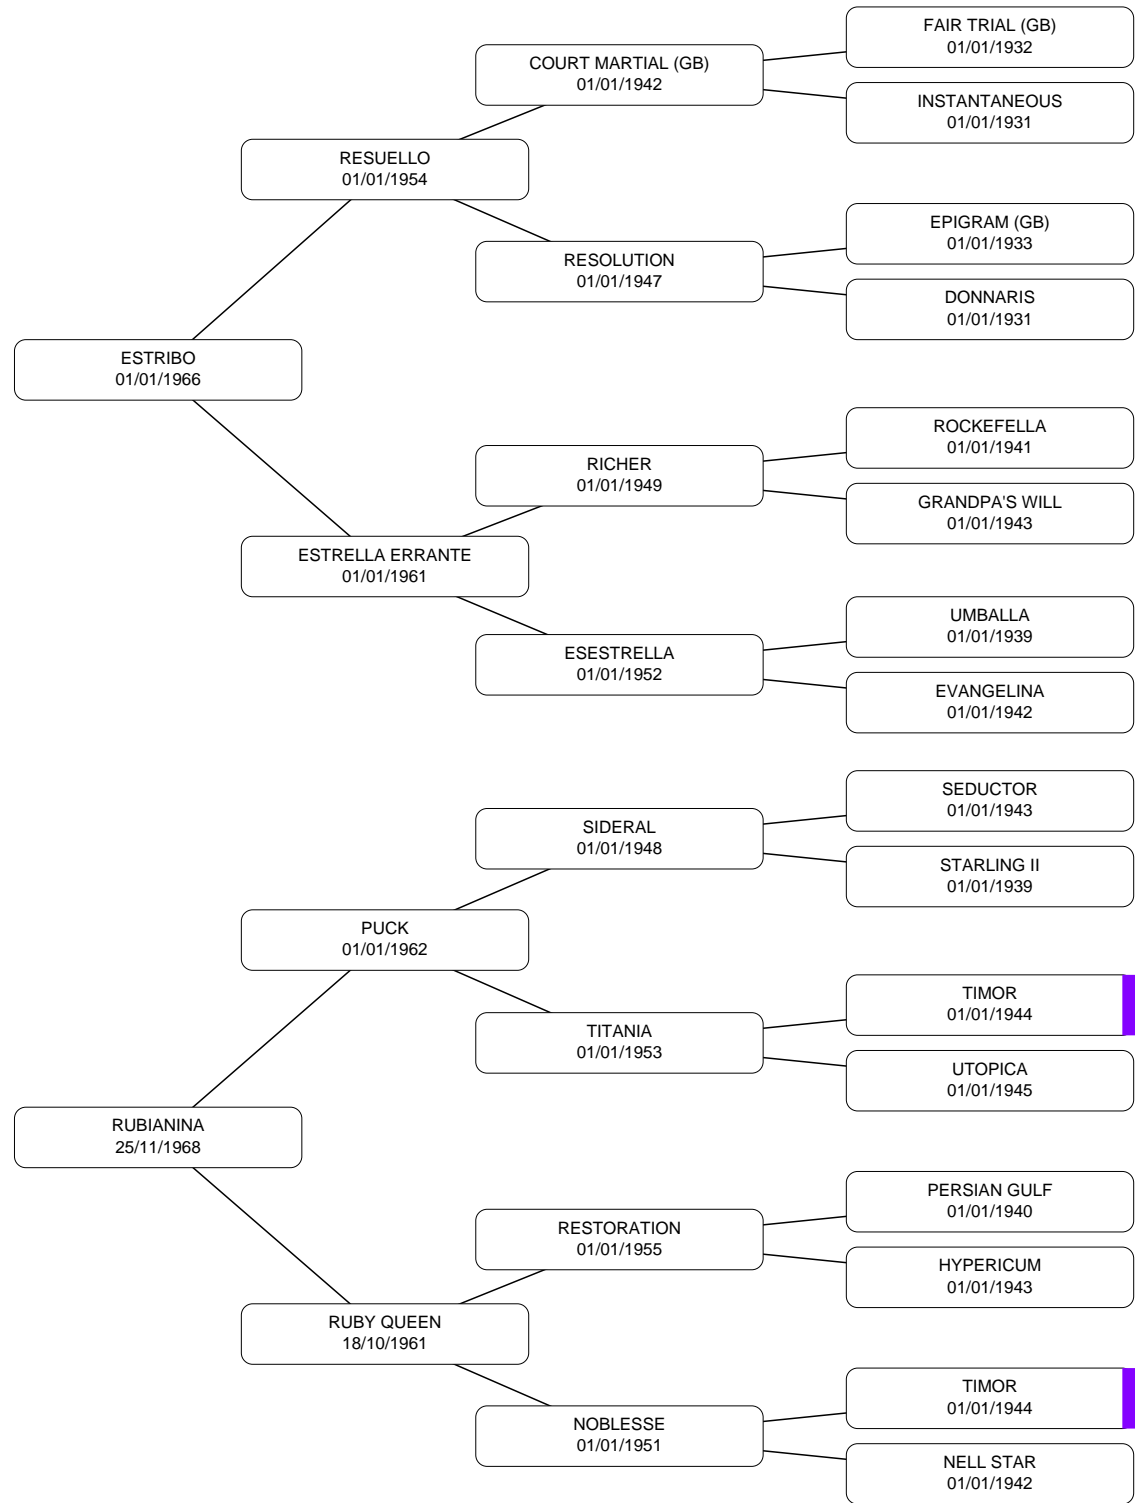 FAIR TRIAL (GB)
01/01/1932
COURT MARTIAL (GB)
01/01/1942
INSTANTANEOUS
01/01/1931
RESUELLO
01/01/1954
EPIGRAM (GB)
01/01/1933
RESOLUTION
01/01/1947
DONNARIS
01/01/1931
ESTRIBO
01/01/1966
ROCKEFELLA
01/01/1941
RICHER
01/01/1949
GRANDPA'S WILL
01/01/1943
ESTRELLA ERRANTE
01/01/1961
UMBALLA
01/01/1939
ESESTRELLA
01/01/1952
EVANGELINA
01/01/1942
SEDUCTOR
01/01/1943
SIDERAL
01/01/1948
STARLING II
01/01/1939
PUCK
01/01/1962
TIMOR
01/01/1944
TITANIA
01/01/1953
UTOPICA
01/01/1945
RUBIANINA
25/11/1968
PERSIAN GULF
01/01/1940
RESTORATION
01/01/1955
HYPERICUM
01/01/1943
RUBY QUEEN
18/10/1961
TIMOR
01/01/1944
NOBLESSE
01/01/1951
NELL STAR
01/01/1942